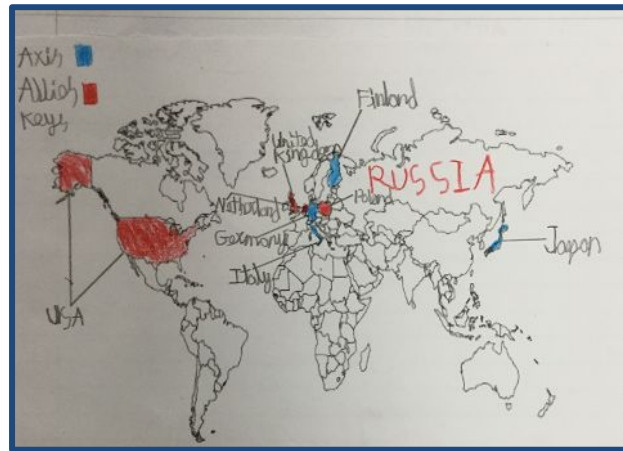 Axis
Allies
Keys
Finland
United
Kingdom
RUSSIA
Netherland
Poland
Germany
Italy
Japan
USA